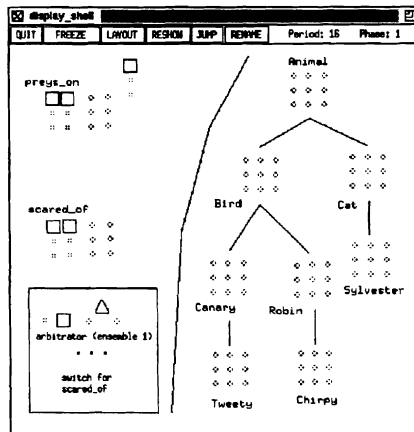 display_shell
QUIT FREEZE LAYOUT RESHOW JUMP RENAME Period: 16 Phase: 1
Animal
preys_on
Bird Cat
scared_of
Sylvester
Canary Robin
arbitrator (ensemble 1)
switch for
scared_of
Tweety Chirpy